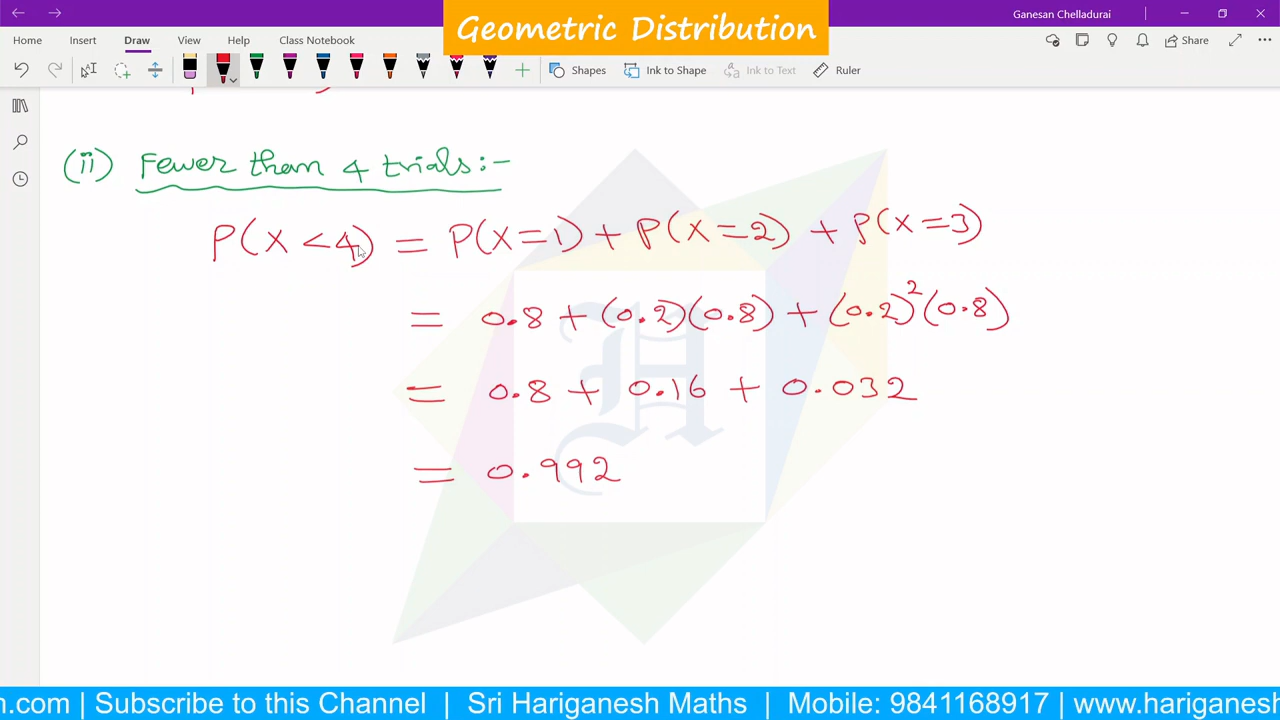 Geometric Distribution
Ganesan Chelladurai
Home Insert Draw View Help Class Notebook
Share
Shapes Ink to Shape Ink to Text Ruler
(ii) Fewer than 4 trials:-
P(X<4) = P(X=1) + P(X=2) + P(X=3)
= 0.8 + (0.2)(0.8) + (0.2)²(0.8)
= 0.8 + 0.16 + 0.032
= 0.992
H
n.com | Subscribe to this Channel | Sri Hariganesh Maths | Mobile: 9841168917 | www.hariganesh